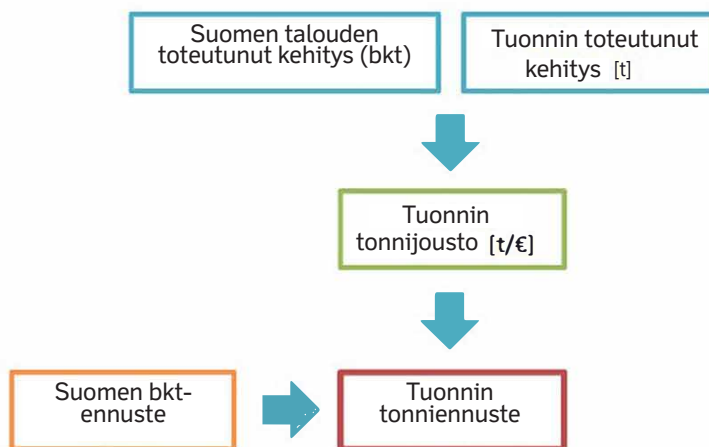 Suomen talouden
toteutunut kehitys (bkt)
Tuonnin toteutunut
kehitys [t]
Tuonnin
tonnijousto [t/€]
Suomen bkt-
ennuste
Tuonnin
tonniennuste